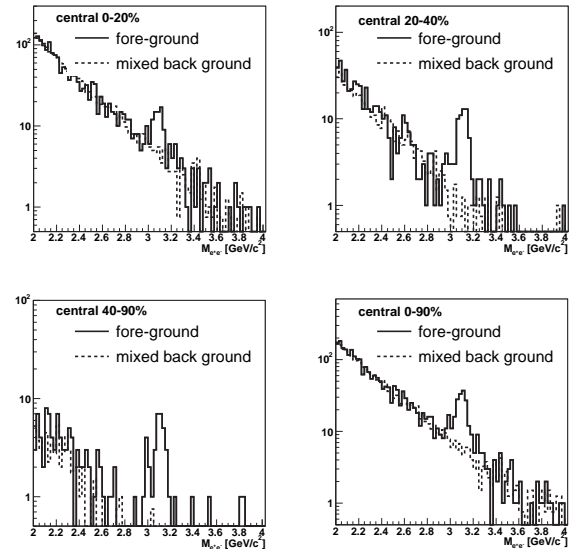 central 0-20%
fore-ground
mixed back ground
10²
10
1
2 2.2 2.4 2.6 2.8 3 3.2 3.4 3.6 3.8 4
M e⁺e⁻ [GeV/c²]
central 20-40%
fore-ground
mixed back ground
10²
10
1
2 2.2 2.4 2.6 2.8 3 3.2 3.4 3.6 3.8 4
M e⁺e⁻ [GeV/c²]
central 40-90%
fore-ground
mixed back ground
10²
10
1
2 2.2 2.4 2.6 2.8 3 3.2 3.4 3.6 3.8 4
M e⁺e⁻ [GeV/c²]
central 0-90%
fore-ground
mixed back ground
10²
10
1
2 2.2 2.4 2.6 2.8 3 3.2 3.4 3.6 3.8 4
M e⁺e⁻ [GeV/c²]